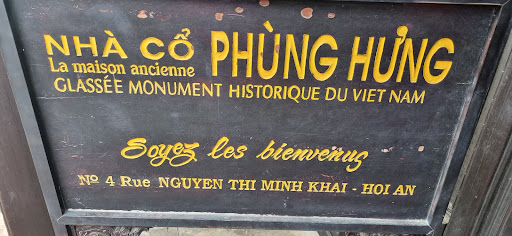 NHÀ CỔ PHÙNG HƯNG
La maison ancienne
GLASSÉE MONUMENT HISTORIQUE DU VIET NAM
Soyez les bienvenus
Nº 4 Rue NGUYEN THI MINH KHAI - HOI AN